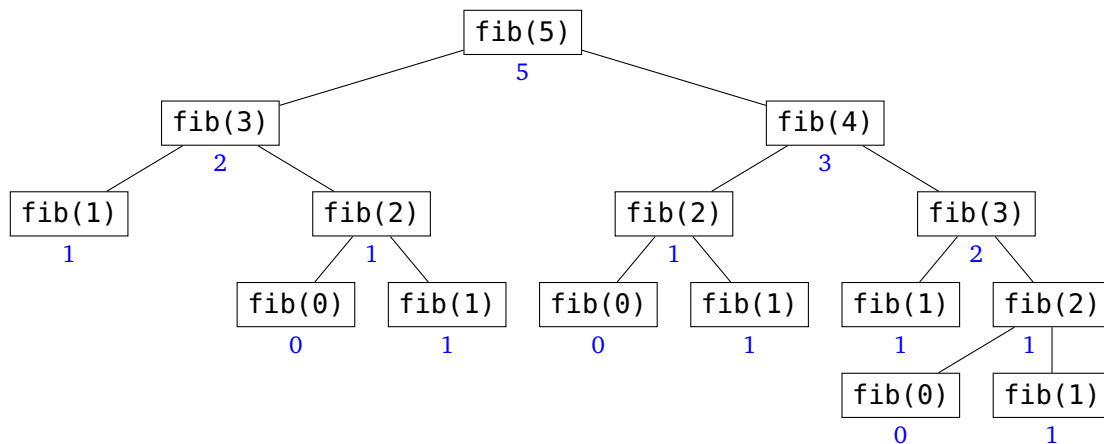 fib(5)
5
fib(3) fib(4)
2 3
fib(1) fib(2) fib(2) fib(3)
1 1 1 2
fib(0) fib(1) fib(0) fib(1) fib(1) fib(2)
0 1 0 1 1 1
fib(0) fib(1)
0 1